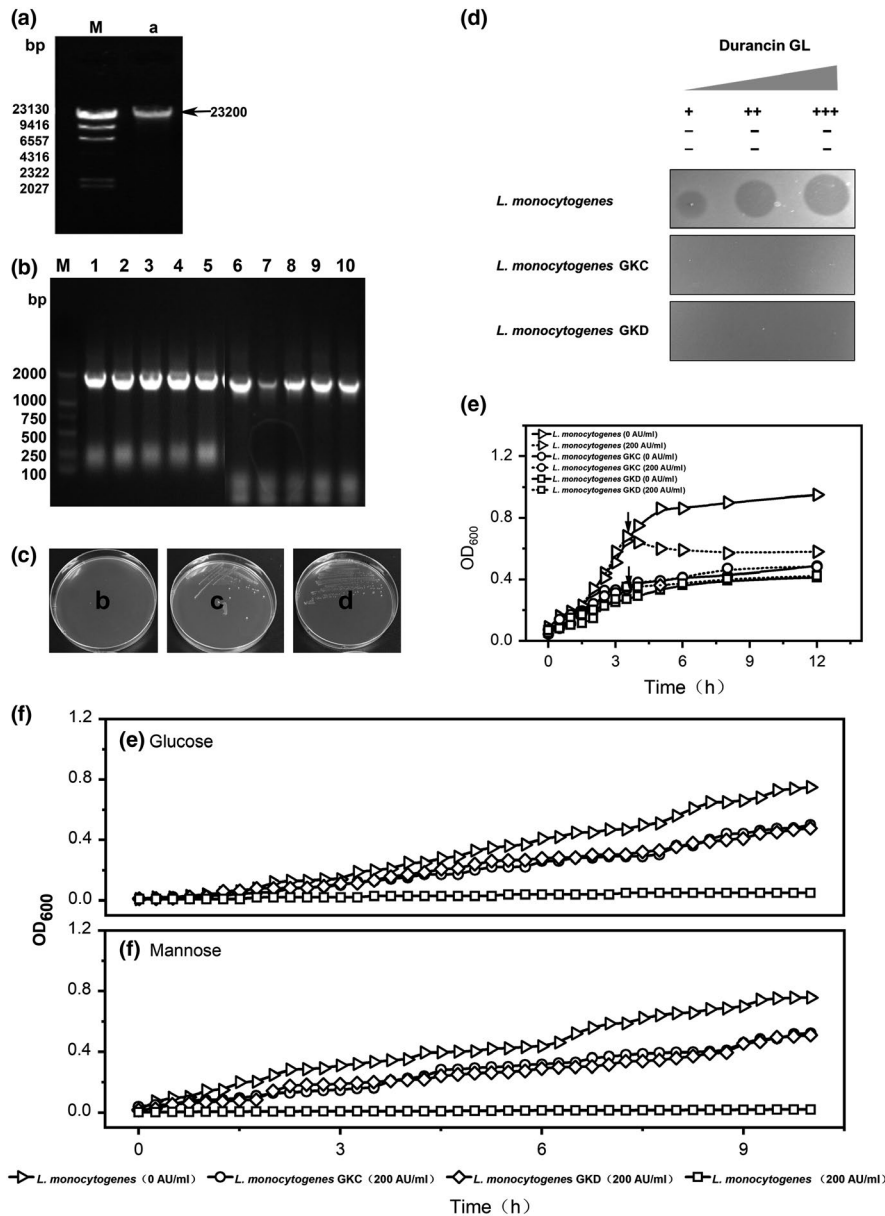 (a)
M a
bp
23130
9416
6557
4316
2322
2027
23200
(b)
M 1 2 3 4 5 6 7 8 9 10
bp
2000
1000
750
500
250
100
(c)
b c d
(d)
Durancin GL
+ ++ +++
– – –
– – –
L. monocytogenes
L. monocytogenes GKC
L. monocytogenes GKD
(e)
L. monocytogenes (0 AU/ml)
L. monocytogenes (200 AU/ml)
L. monocytogenes GKC (0 AU/ml)
L. monocytogenes GKC (200 AU/ml)
L. monocytogenes GKD (0 AU/ml)
L. monocytogenes GKD (200 AU/ml)
1.2
0.8
0.4
0.0
OD600
0 3 6 9 12
Time（h）
(f)
1.2
(e) Glucose
0.8
0.4
0.0
OD600
(f) Mannose
0.8
0.4
0.0
0 3 6 9
L. monocytogenes（0 AU/ml） L. monocytogenes GKC（200 AU/ml） L. monocytogenes GKD（200 AU/ml） L. monocytogenes （200 AU/ml）
Time（h）